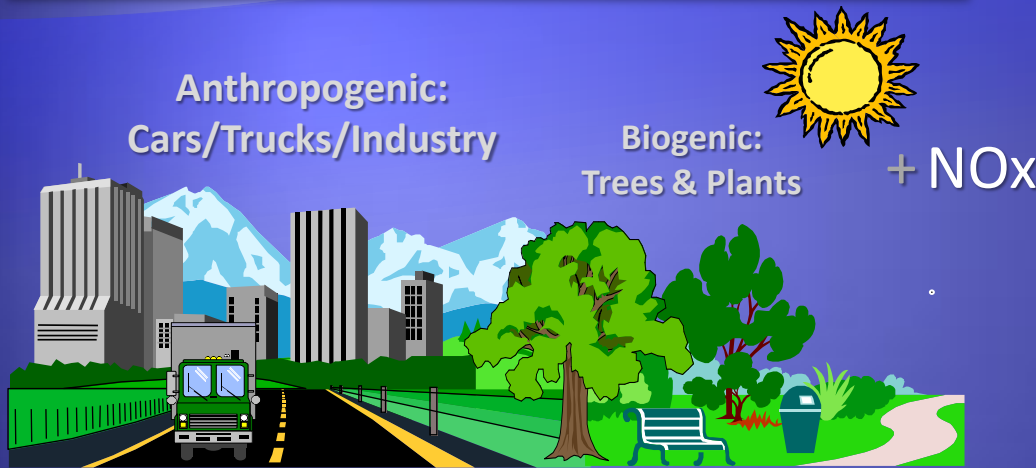 Anthropogenic:
Cars/Trucks/Industry
Biogenic:
Trees & Plants
+ NOx